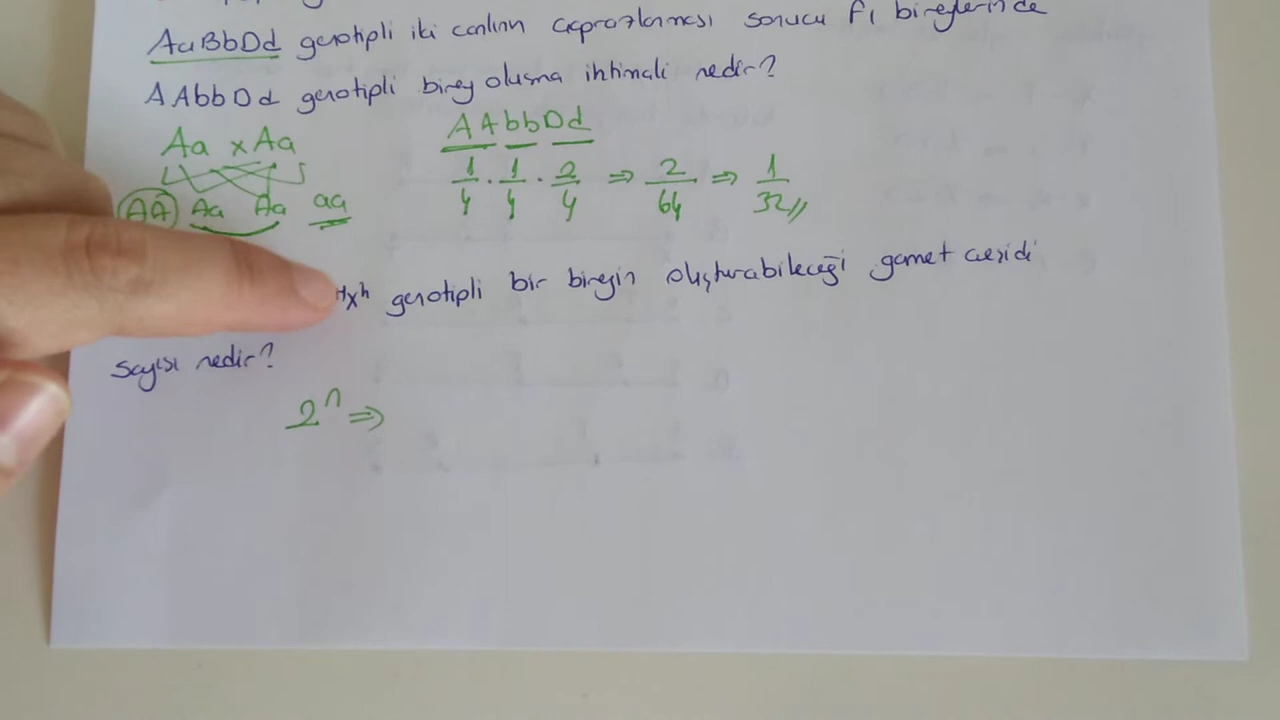 AaBbDd genotipli iki canlının çaprazlanması sonucu F1 bireylerinde
AAbbDd genotipli birey oluşma ihtimali nedir?
Aa x Aa
AA Aa Aa aa
AAbbDd
1/4 . 1/4 . 2/4 ⇒ 2/64 ⇒ 1/32 //
genotipli bir bireyin oluşturabileceği gamet çeşidi
sayısı nedir?
2ⁿ ⇒